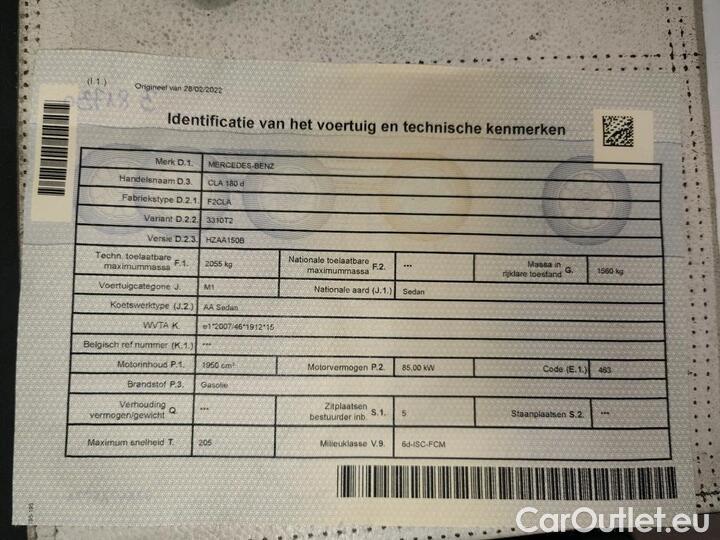 (I.1.)
Origineel van 28/02/2022
Identificatie van het voertuig en technische kenmerken
Merk D.1. MERCEDES-BENZ
Handelsnaam D.3. CLA 180 d
Fabriekstype D.2.1. F2CLA
Variant D.2.2. 3310T2
Versie D.2.3. HZAA150B
Techn. toelaatbare maximummassa F.1. 2055 kg Nationale toelaatbare maximummassa F.2. *** Massa in rijklare toestand G. 1560 kg
Voertuigcategorie J. M1 Nationale aard (J.1.) Sedan
Koetswerktype (J.2.) AA Sedan
WVTA K. e1*2007/46*1912*15
Belgisch ref nummer (K.1.) ***
Motorinhoud P.1. 1950 cm³ Motorvermogen P.2. 85,00 kW Code (E.1.) 463
Brandstof P.3. Gasolie
Verhouding vermogen/gewicht Q. *** Zitplaatsen bestuurder inb. S.1. 5 Staanplaatsen S.2. ***
Maximum snelheid T. 205 Milieuklasse V.9. 6d-ISC-FCM
CarOutlet.eu